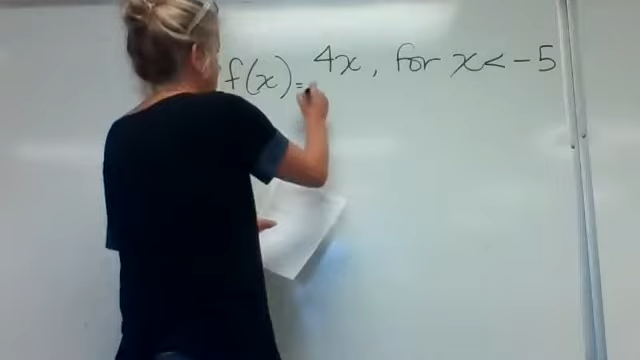 f(x)= 4x, for x < -5